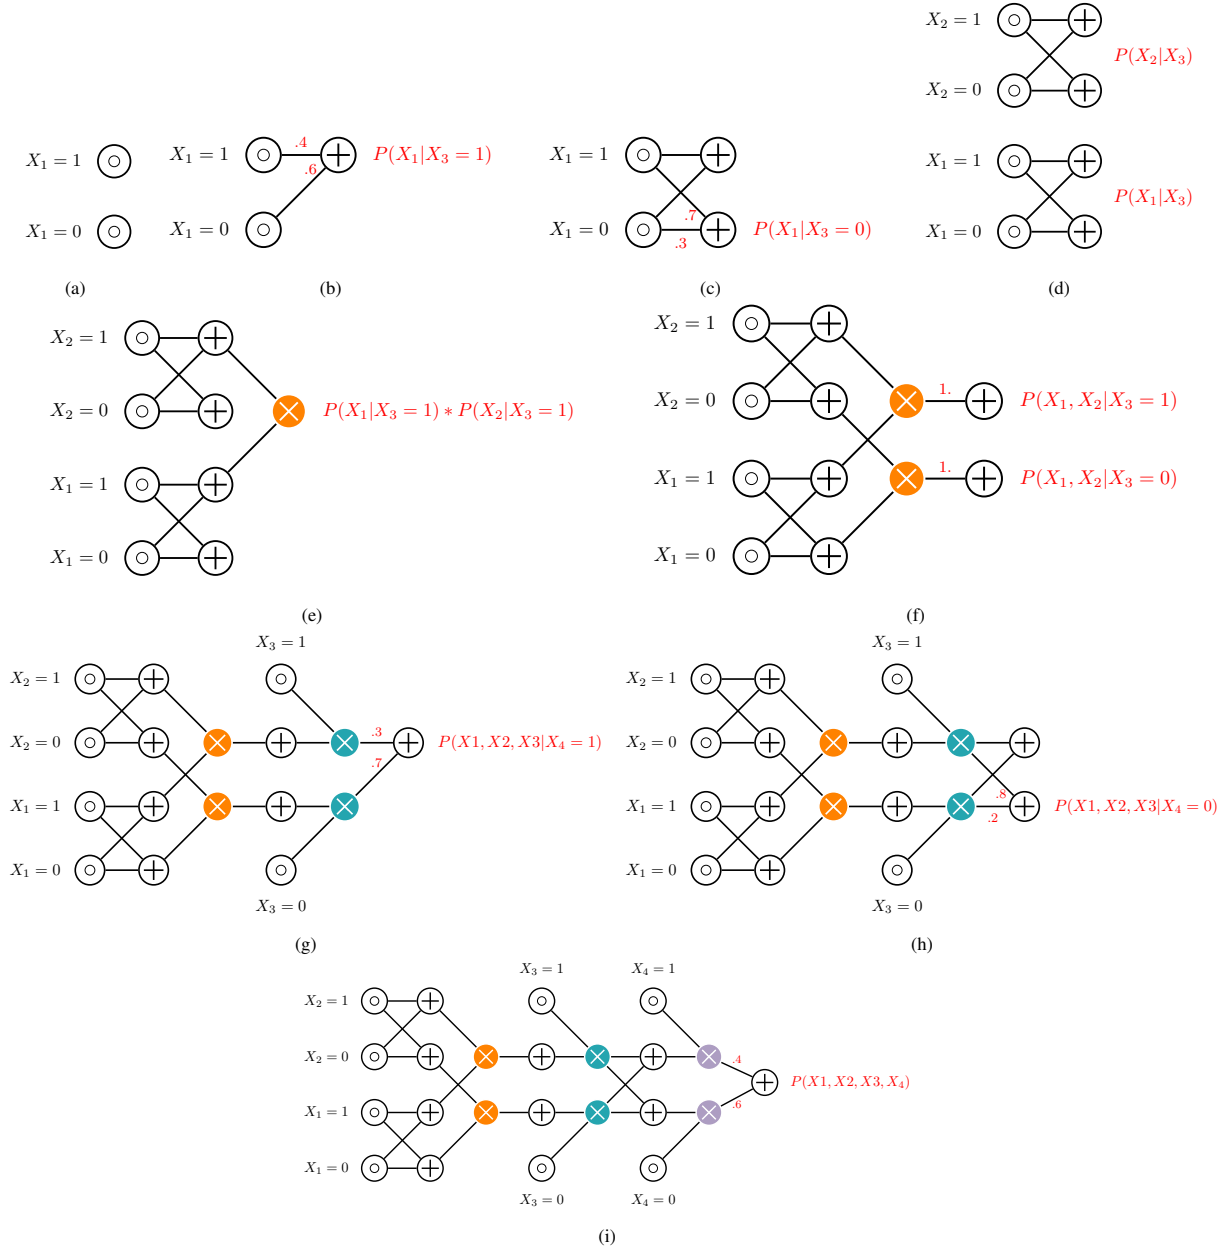 X₂ = 1
P(X₂|X₃)
X₂ = 0
X₁ = 1
X₁ = 0
(a)
X₁ = 1
.4
.6
P(X₁|X₃ = 1)
X₁ = 0
(b)
X₁ = 1
X₁ = 0
.7
.3
P(X₁|X₃ = 0)
(c)
X₁ = 1
P(X₁|X₃)
X₁ = 0
(d)
X₂ = 1
X₂ = 0
P(X₁|X₃ = 1) ∗ P(X₂|X₃ = 1)
X₁ = 1
X₁ = 0
(e)
X₂ = 1
X₂ = 0
1.
P(X₁, X₂|X₃ = 1)
X₁ = 1
1.
P(X₁, X₂|X₃ = 0)
X₁ = 0
(f)
X₃ = 1
X₂ = 1
X₂ = 0
.3
P(X1, X2, X3|X₄ = 1)
.7
X₁ = 1
X₁ = 0
X₃ = 0
(g)
X₃ = 1
X₂ = 1
X₂ = 0
X₁ = 1
.8
.2
P(X1, X2, X3|X₄ = 0)
X₁ = 0
X₃ = 0
(h)
X₃ = 1
X₄ = 1
X₂ = 1
X₂ = 0
.4
P(X1, X2, X3, X₄)
.6
X₁ = 1
X₁ = 0
X₃ = 0
X₄ = 0
(i)